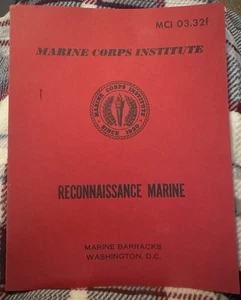 MCI 03.32f
MARINE CORPS INSTITUTE
MARINE CORPS INSTITUTE
SINCE 1920
RECONNAISSANCE MARINE
MARINE BARRACKS
WASHINGTON, D.C.